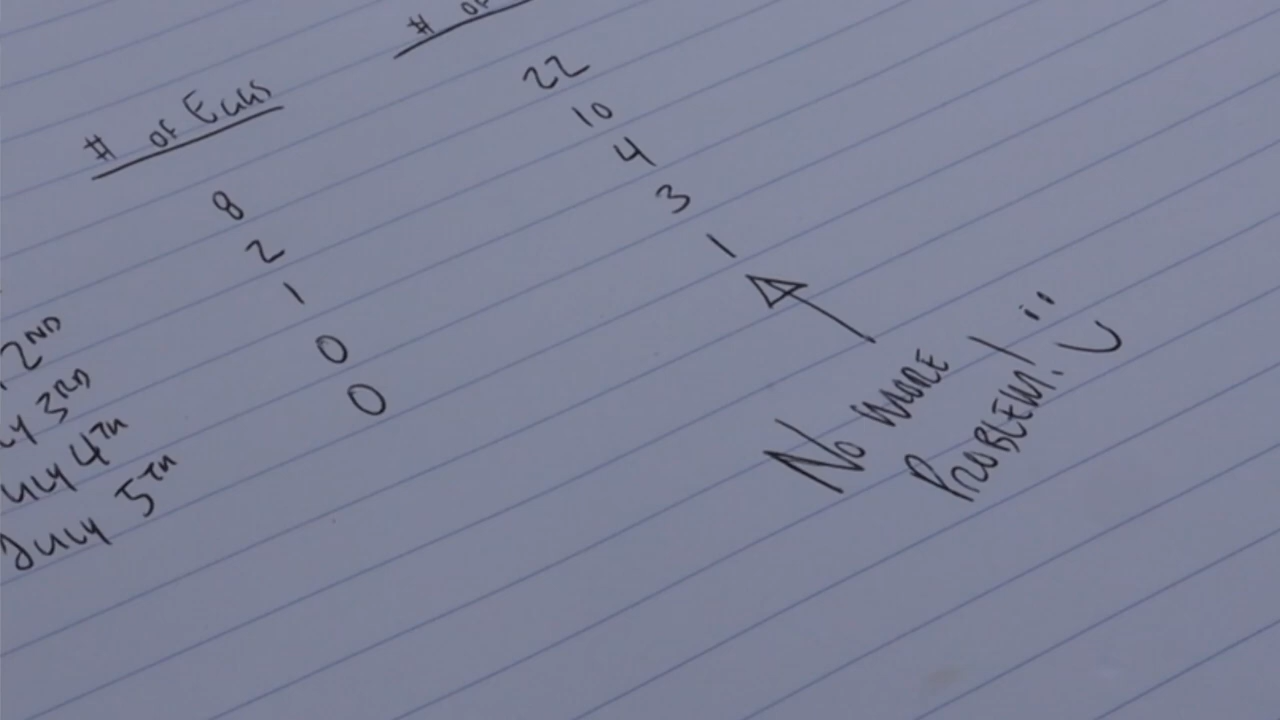 # of
# of Eggs
8 22
2 10
1 4
2ND 0 3
3RD 0 1
July 4TH
July 5TH
No more
Problem! ü